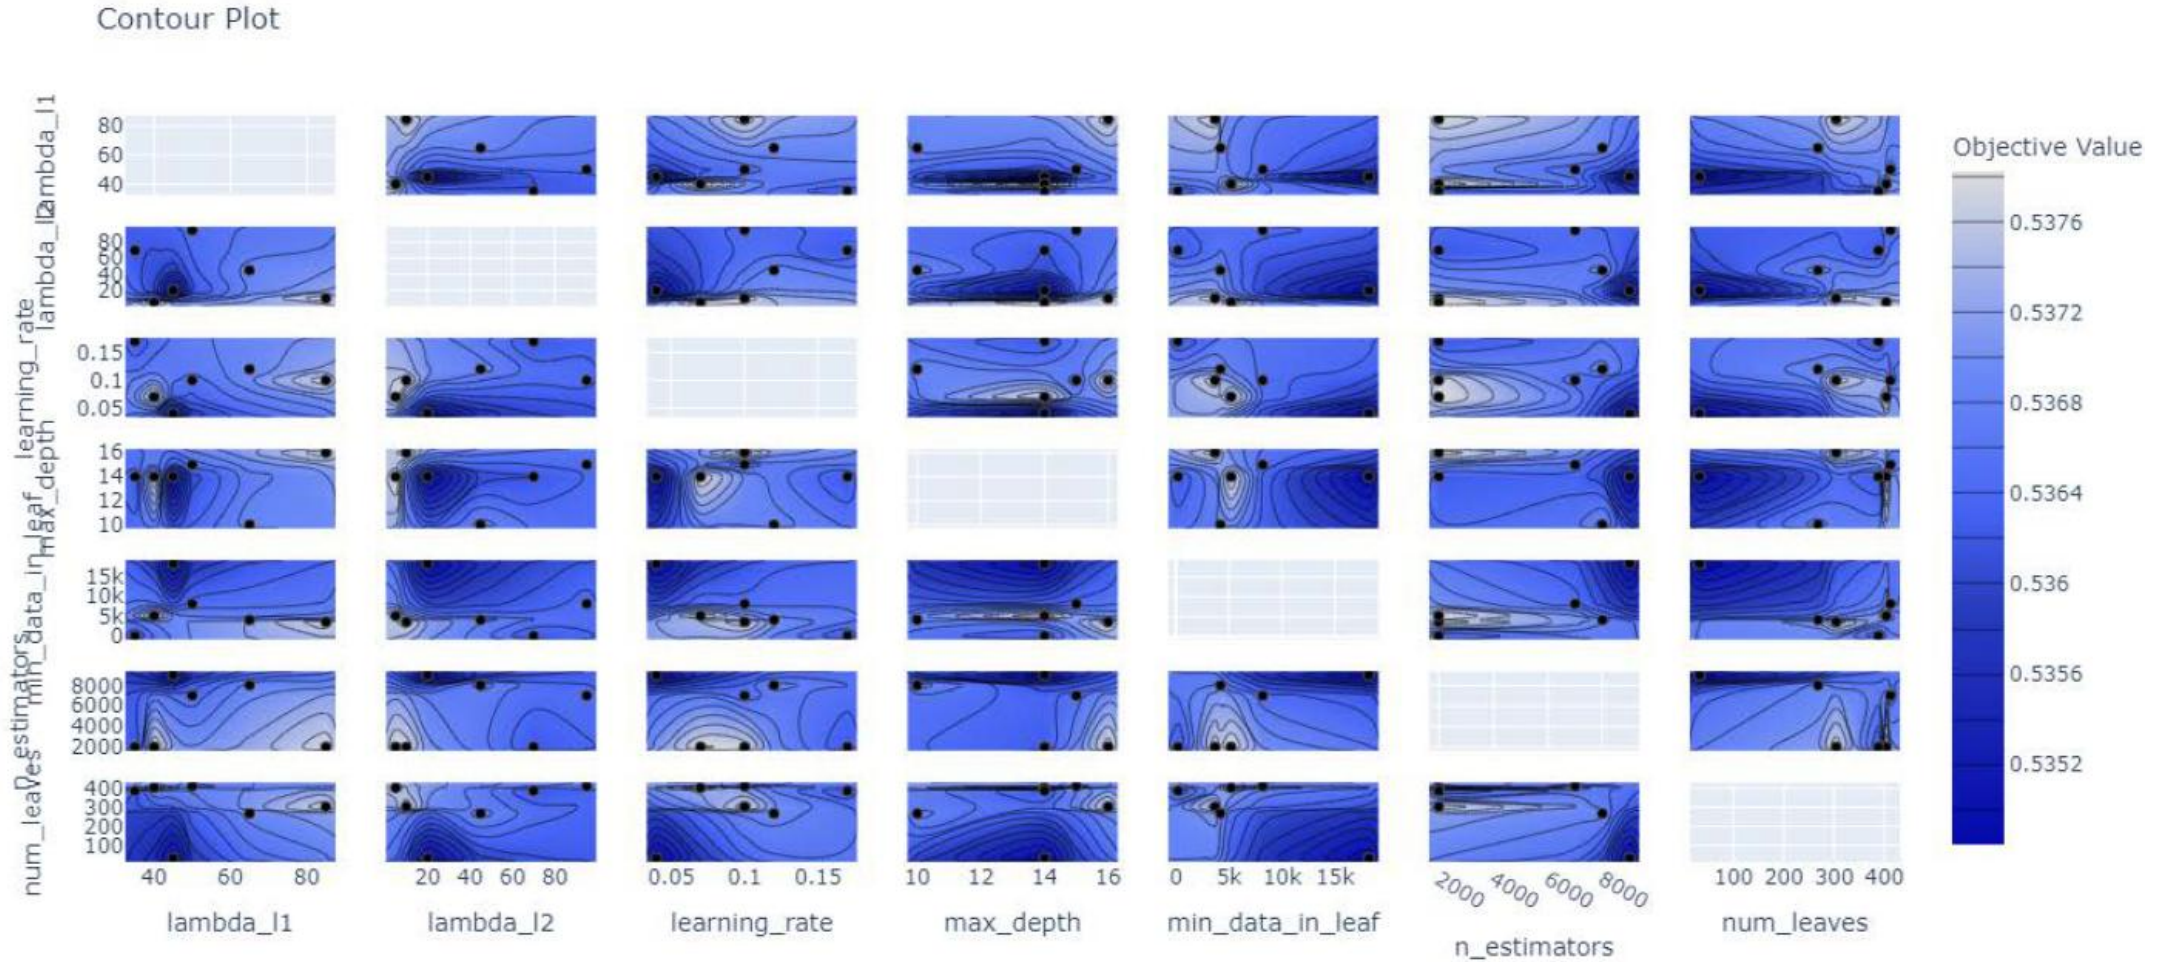 Contour Plot
lambda_l1
80
60
40
lambda_l2
80
60
40
20
learning_rate
0.15
0.1
0.05
max_depth
16
14
12
10
min_data_in_leaf
15k
10k
5k
0
n_estimators
8000
6000
4000
2000
num_leaves
400
300
200
100
40 60 80
20 40 60 80
0.05 0.1 0.15
10 12 14 16
0 5k 10k 15k
2000 4000 6000 8000
100 200 300 400
lambda_l1
lambda_l2
learning_rate
max_depth
min_data_in_leaf
n_estimators
num_leaves
Objective Value
0.5376
0.5372
0.5368
0.5364
0.536
0.5356
0.5352